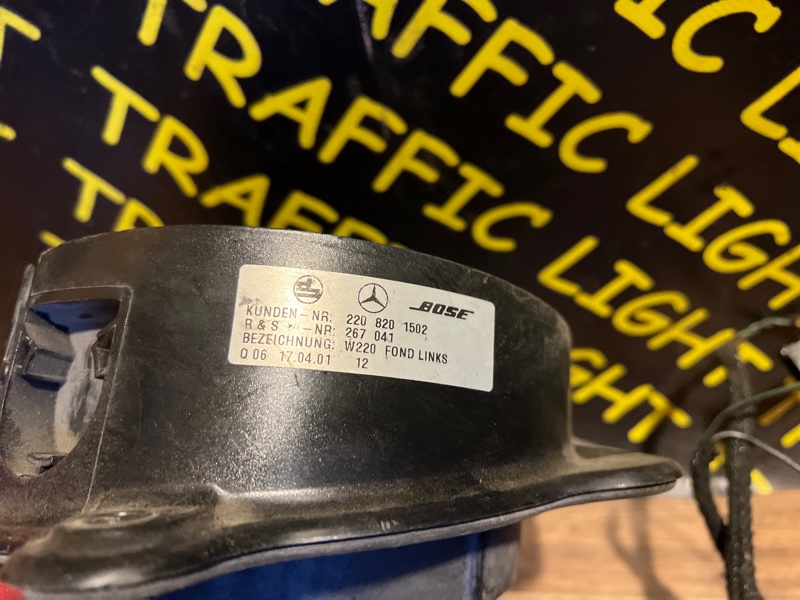 TRAFFIC LIGHT
TRAFFIC LIGHT
TRAFFIC LIGHT
BOSE
KUNDEN-NR: 220 820 1502
R & S -NR: 267 041
BEZEICHNUNG: W220 FOND LINKS
Q 06 17.04.01 12